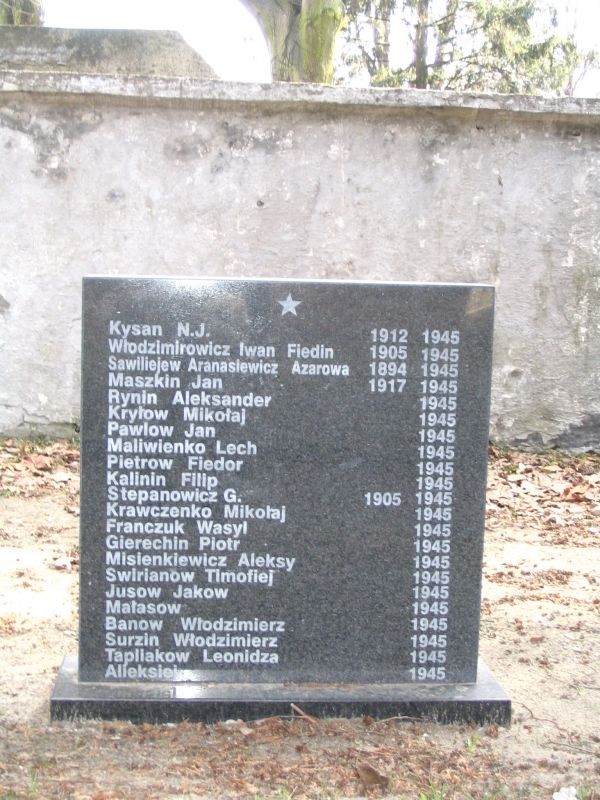 Kysan N.J. 1912 1945
Włodzimirowicz Iwan Fiedin 1905 1945
Sawiliejew Aranasiewicz Azarowa 1894 1945
Maszkin Jan 1917 1945
Rynin Aleksander 1945
Kryłow Mikołaj 1945
Pawlow Jan 1945
Maliwienko Lech 1945
Pietrow Fiedor 1945
Kalinin Filip 1945
Stepanowicz G. 1905 1945
Krawczenko Mikołaj 1945
Franczuk Wasyl 1945
Gierechin Piotr 1945
Misienkiewicz Aleksy 1945
Swirianow Timofiej 1945
Jusow Jakow 1945
Małasow 1945
Banow Włodzimierz 1945
Surzin Włodzimierz 1945
Tapliakow Leonidza 1945
Alieksiej 1945